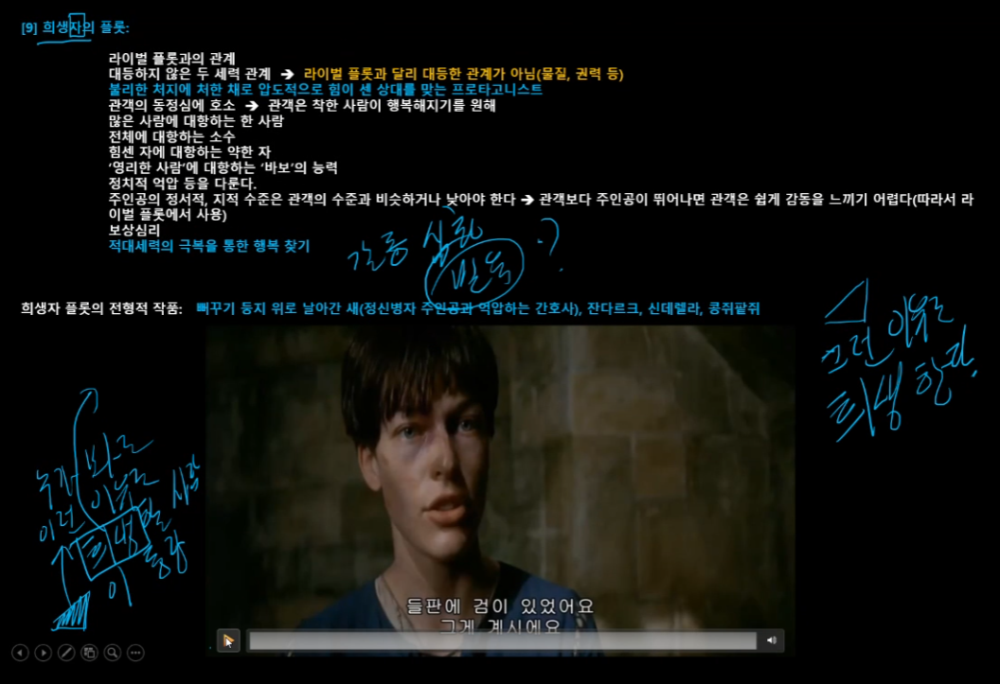 [9] 희생자의 플롯:
라이벌 플롯과의 관계
대등하지 않은 두 세력 관계 ➔ 라이벌 플롯과 달리 대등한 관계가 아님(물질, 권력 등)
불리한 처지에 처한 채로 압도적으로 힘이 센 상대를 맞는 프로타고니스트
관객의 동정심에 호소 ➔ 관객은 착한 사람이 행복해지기를 원해
많은 사람에 대항하는 한 사람
전체에 대항하는 소수
힘센 자에 대항하는 약한 자
‘영리한 사람’에 대항하는 ‘바보’의 능력
정치적 억압 등을 다룬다.
주인공의 정서적, 지적 수준은 관객의 수준과 비슷하거나 낮아야 한다 ➔ 관객보다 주인공이 뛰어나면 관객은 쉽게 감동을 느끼기 어렵다(따라서 라
이벌 플롯에서 사용)
보상심리
적대세력의 극복을 통한 행복 찾기
갈등
?
희생자 플롯의 전형적 작품: 뻐꾸기 둥지 위로 날아간 새(정신병자 주인공과 억압하는 간호사), 잔다르크, 신데렐라, 콩쥐팥쥐
그런 이유로
희생 한다.
이런 이유로
희생
들판에 검이 있었어요
그게 계시에요